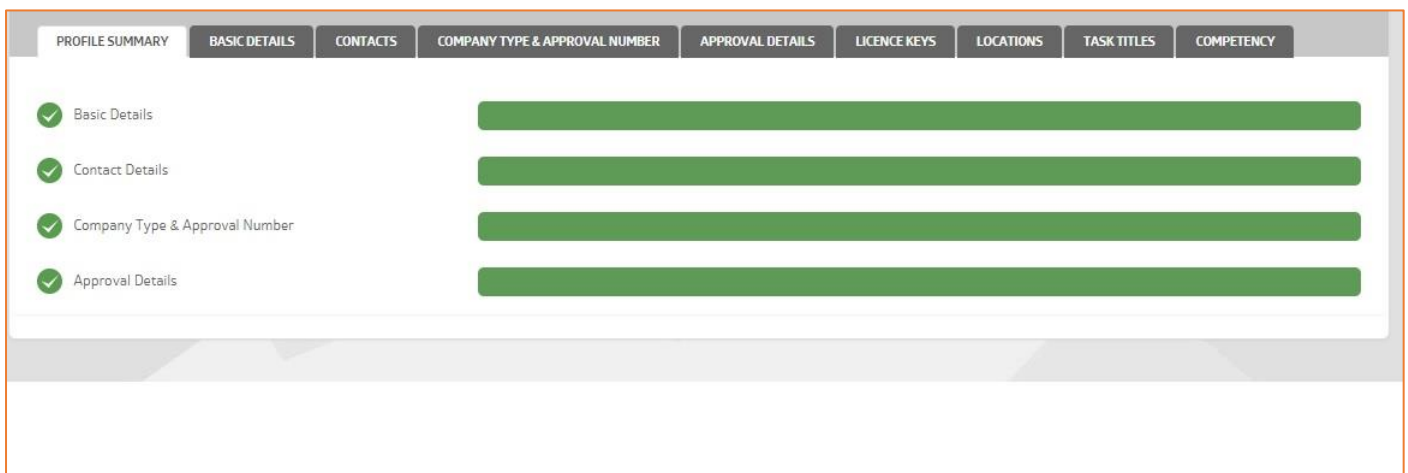 PROFILE SUMMARY BASIC DETAILS CONTACTS COMPANY TYPE & APPROVAL NUMBER APPROVAL DETAILS LICENCE KEYS LOCATIONS TASK TITLES COMPETENCY
Basic Details
Contact Details
Company Type & Approval Number
Approval Details